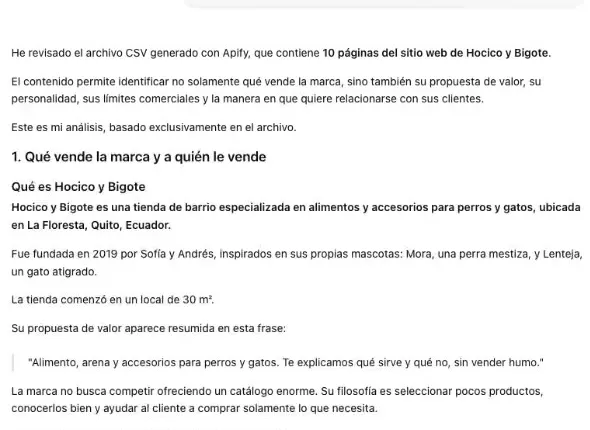 He revisado el archivo CSV generado con Apify, que contiene 10 páginas del sitio web de Hocico y Bigote.
El contenido permite identificar no solamente qué vende la marca, sino también su propuesta de valor, su
personalidad, sus límites comerciales y la manera en que quiere relacionarse con sus clientes.
Este es mi análisis, basado exclusivamente en el archivo.
1. Qué vende la marca y a quién le vende
Qué es Hocico y Bigote
Hocico y Bigote es una tienda de barrio especializada en alimentos y accesorios para perros y gatos, ubicada
en La Floresta, Quito, Ecuador.
Fue fundada en 2019 por Sofía y Andrés, inspirados en sus propias mascotas: Mora, una perra mestiza, y Lenteja,
un gato atigrado.
La tienda comenzó en un local de 30 m².
Su propuesta de valor aparece resumida en esta frase:
"Alimento, arena y accesorios para perros y gatos. Te explicamos qué sirve y qué no, sin vender humo."
La marca no busca competir ofreciendo un catálogo enorme. Su filosofía es seleccionar pocos productos,
conocerlos bien y ayudar al cliente a comprar solamente lo que necesita.